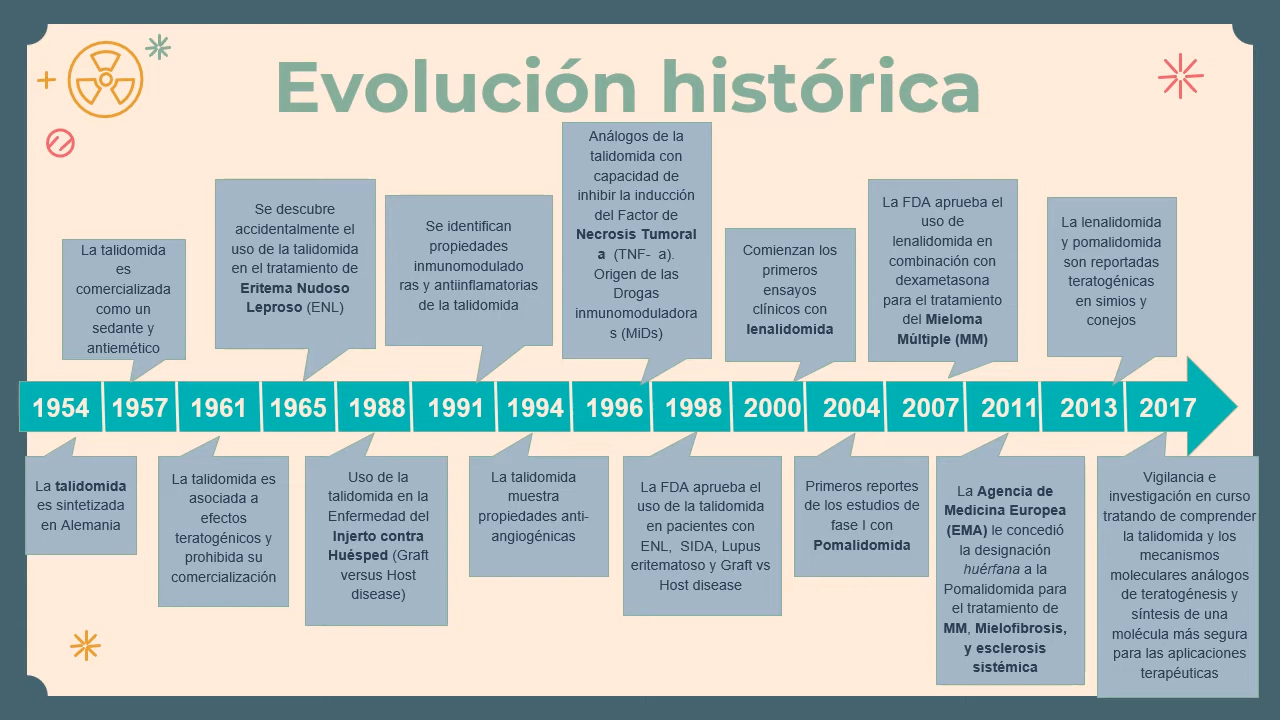 Evolución histórica
La talidomida
es
comercializada
como un
sedante y
antiemético
Se descubre
accidentalmente el
uso de la talidomida
en el tratamiento de
Eritema Nudoso
Leproso (ENL)
Se identifican
propiedades
inmunomodulado
ras y antiinflamatorias
de la talidomida
Análogos de la
talidomida con
capacidad de
inhibir la inducción
del Factor de
Necrosis Tumoral
a (TNF- a).
Origen de las
Drogas
inmunomoduladora
s (MiDs)
Comienzan los
primeros
ensayos
clínicos con
lenalidomida
La FDA aprueba el
uso de
lenalidomida en
combinación con
dexametasona
para el tratamiento
del Mieloma
Múltiple (MM)
La lenalidomida
y pomalidomida
son reportadas
teratogénicas
en simios y
conejos
1954 1957 1961 1965 1988 1991 1994 1996 1998 2000 2004 2007 2011 2013 2017
La talidomida
es sintetizada
en Alemania
La talidomida es
asociada a
efectos
teratogénicos y
prohibida su
comercialización
Uso de la
talidomida en la
Enfermedad del
Injerto contra
Huésped (Graft
versus Host
disease)
La talidomida
muestra
propiedades anti-
angiogénicas
La FDA aprueba el
uso de la talidomida
en pacientes con
ENL, SIDA, Lupus
eritematoso y Graft vs
Host disease
Primeros reportes
de los estudios de
fase I con
Pomalidomida
La Agencia de
Medicina Europea
(EMA) le concedió
la designación
huérfana a la
Pomalidomida para
el tratamiento de
MM, Mielofibrosis,
y esclerosis
sistémica
Vigilancia e
investigación en curso
tratando de comprender
la talidomida y los
mecanismos
moleculares análogos
de teratogénesis y
síntesis de una
molécula más segura
para las aplicaciones
terapéuticas